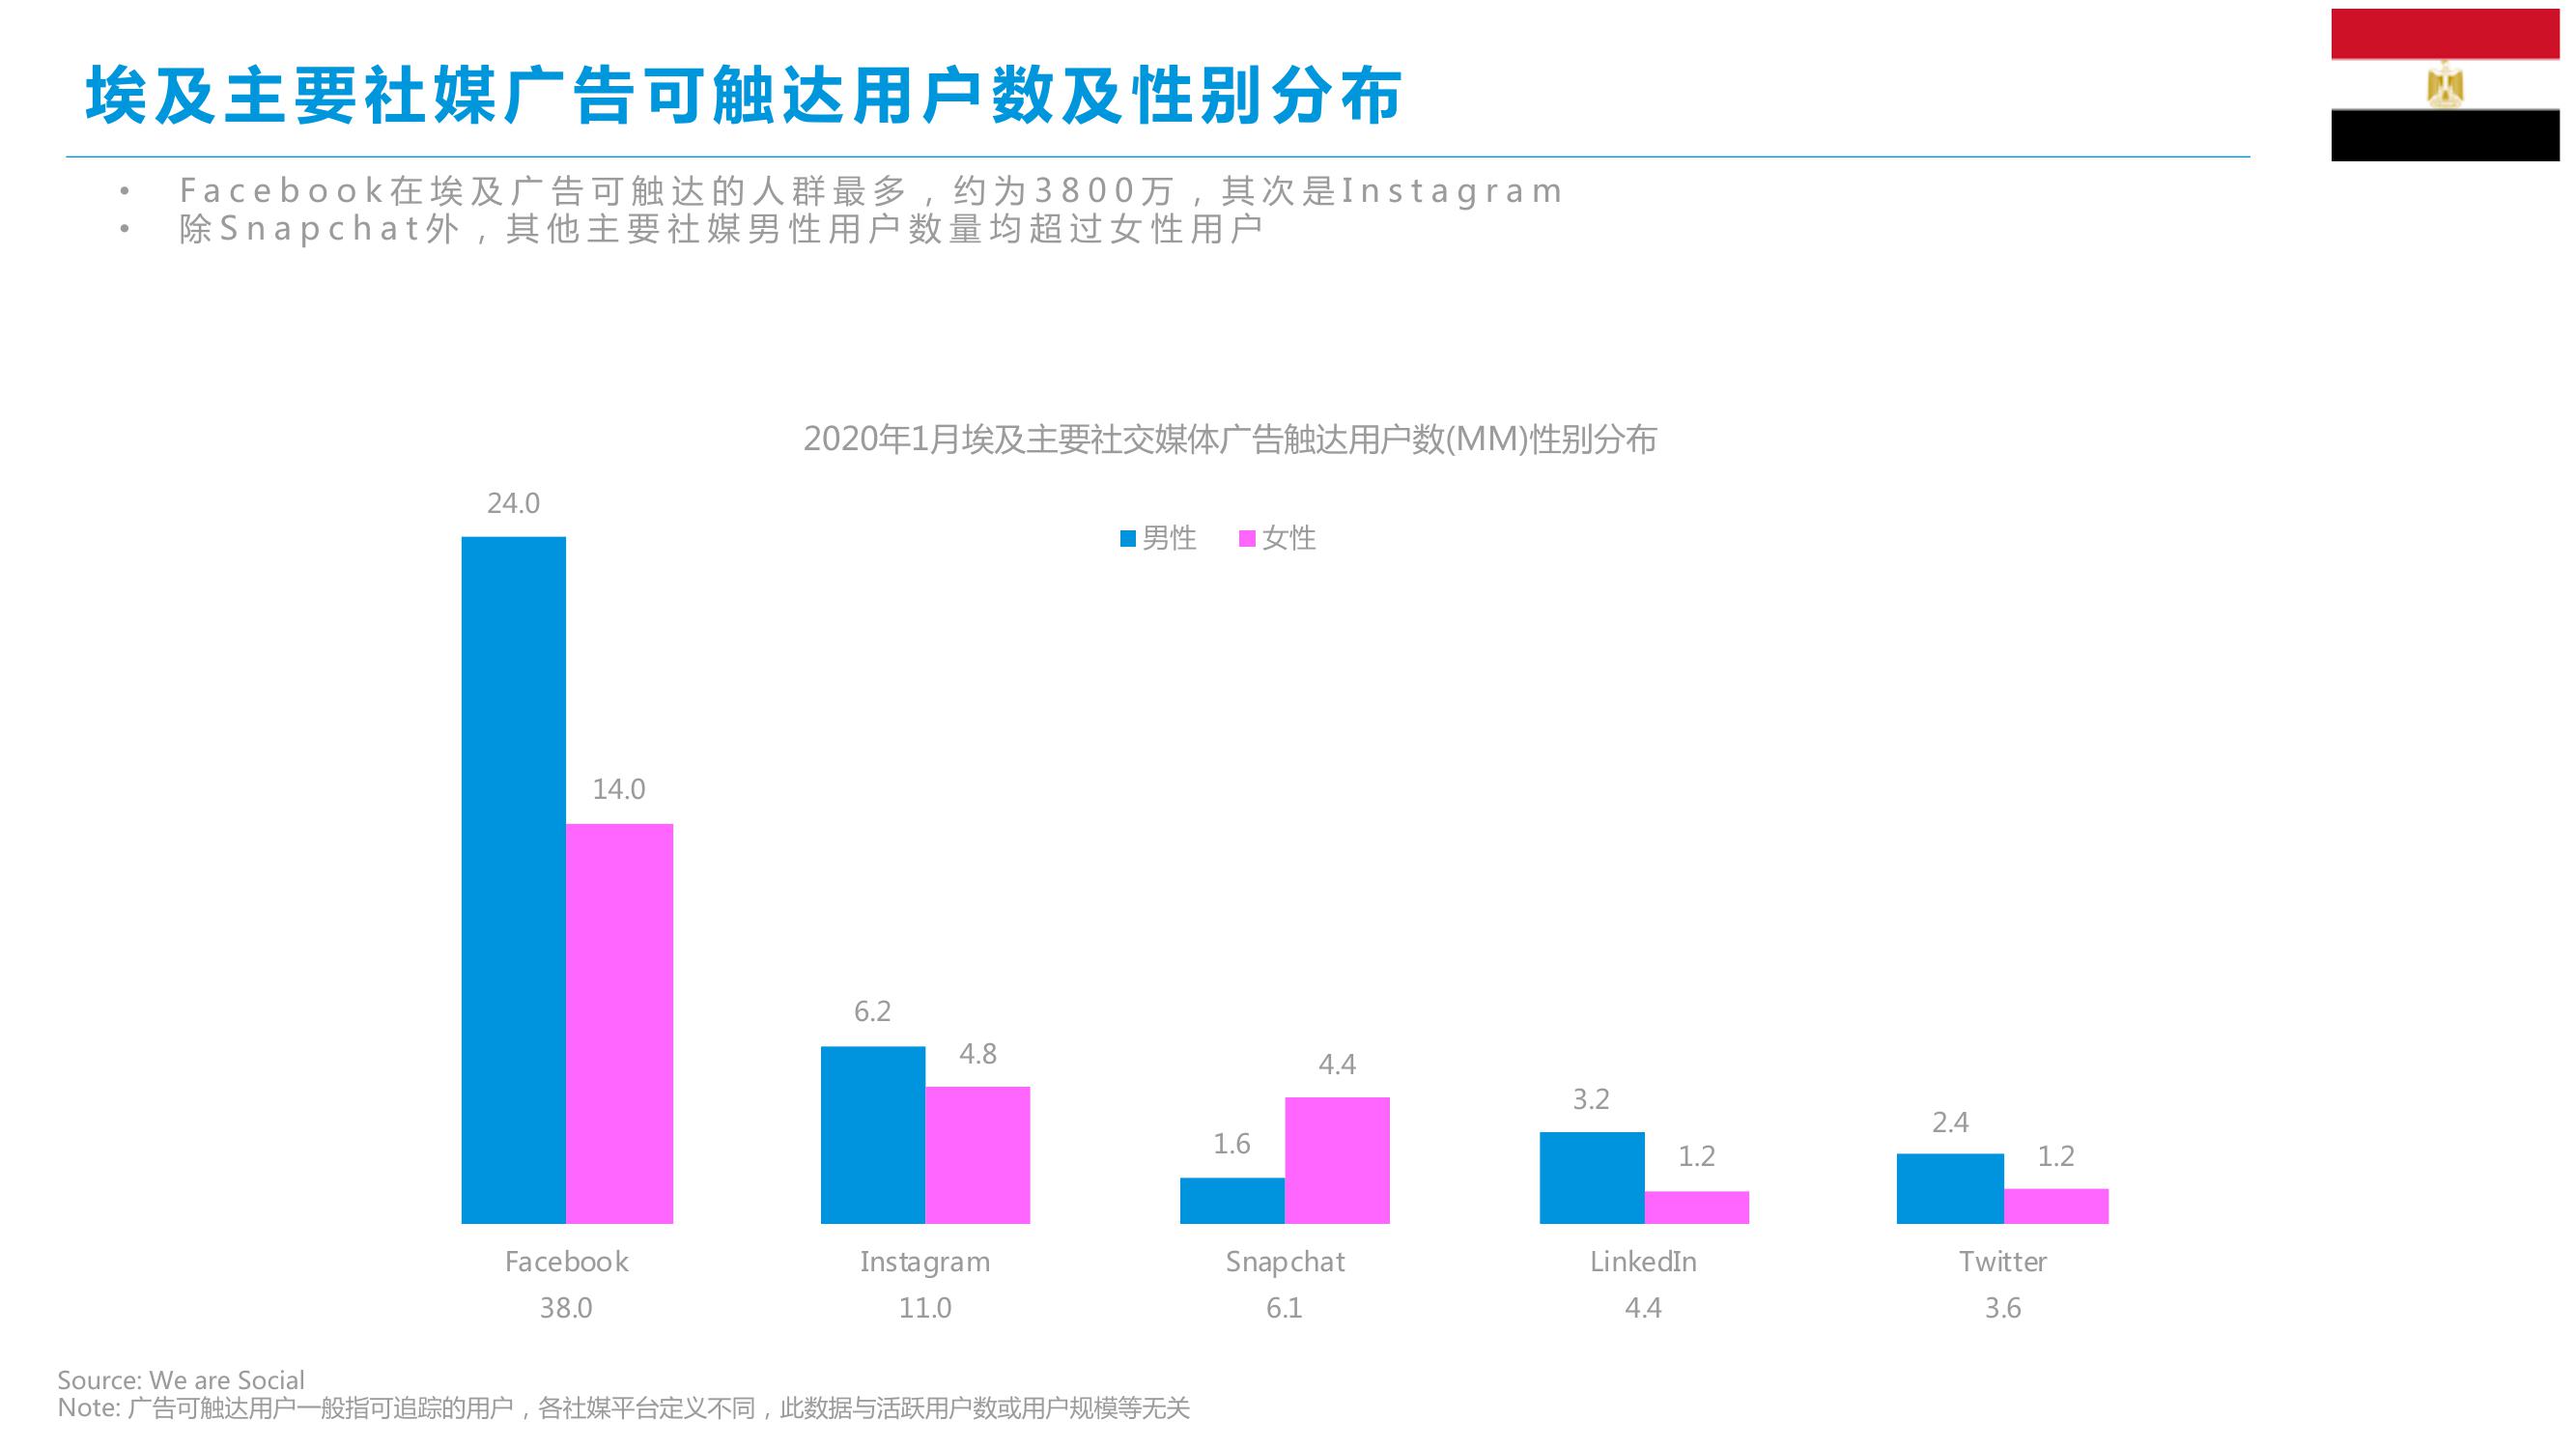 埃及主要社媒广告可触达用户数及性别分布
• Facebook在埃及广告可触达的人群最多，约为3800万，其次是Instagram
• 除Snapchat外，其他主要社媒男性用户数量均超过女性用户
2020年1月埃及主要社交媒体广告触达用户数(MM)性别分布
男性 女性
24.0
14.0
6.2
4.8
1.6
4.4
3.2
1.2
2.4
1.2
Facebook Instagram Snapchat LinkedIn Twitter
38.0 11.0 6.1 4.4 3.6
Source: We are Social
Note: 广告可触达用户一般指可追踪的用户，各社媒平台定义不同，此数据与活跃用户数或用户规模等无关